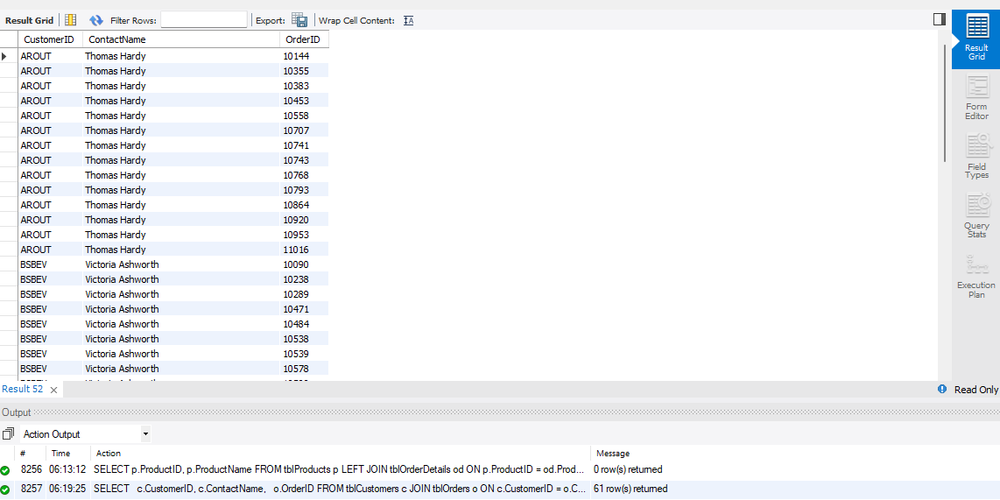 Result Grid Filter Rows: Export: Wrap Cell Content:
CustomerID ContactName OrderID
AROUT Thomas Hardy 10144
AROUT Thomas Hardy 10355
AROUT Thomas Hardy 10383
AROUT Thomas Hardy 10453
AROUT Thomas Hardy 10558
AROUT Thomas Hardy 10707
AROUT Thomas Hardy 10741
AROUT Thomas Hardy 10743
AROUT Thomas Hardy 10768
AROUT Thomas Hardy 10793
AROUT Thomas Hardy 10864
AROUT Thomas Hardy 10920
AROUT Thomas Hardy 10953
AROUT Thomas Hardy 11016
BSBEV Victoria Ashworth 10090
BSBEV Victoria Ashworth 10238
BSBEV Victoria Ashworth 10289
BSBEV Victoria Ashworth 10471
BSBEV Victoria Ashworth 10484
BSBEV Victoria Ashworth 10538
BSBEV Victoria Ashworth 10539
BSBEV Victoria Ashworth 10578
Result
Grid
Form
Editor
Field
Types
Query
Stats
Execution
Plan
Result 52 Read Only
Output
Action Output
# Time Action Message
8256 06:13:12 SELECT p.ProductID, p.ProductName FROM tblProducts p LEFT JOIN tblOrderDetails od ON p.ProductID = od.Prod... 0 row(s) returned
8257 06:19:25 SELECT c.CustomerID, c.ContactName, o.OrderID FROM tblCustomers c JOIN tblOrders o ON c.CustomerID = o.C... 61 row(s) returned